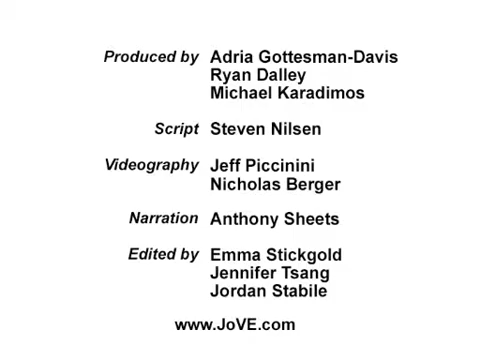 Produced by Adria Gottesman-Davis
Ryan Dalley
Michael Karadimos
Script Steven Nilsen
Videography Jeff Piccinini
Nicholas Berger
Narration Anthony Sheets
Edited by Emma Stickgold
Jennifer Tsang
Jordan Stabile
www.JoVE.com